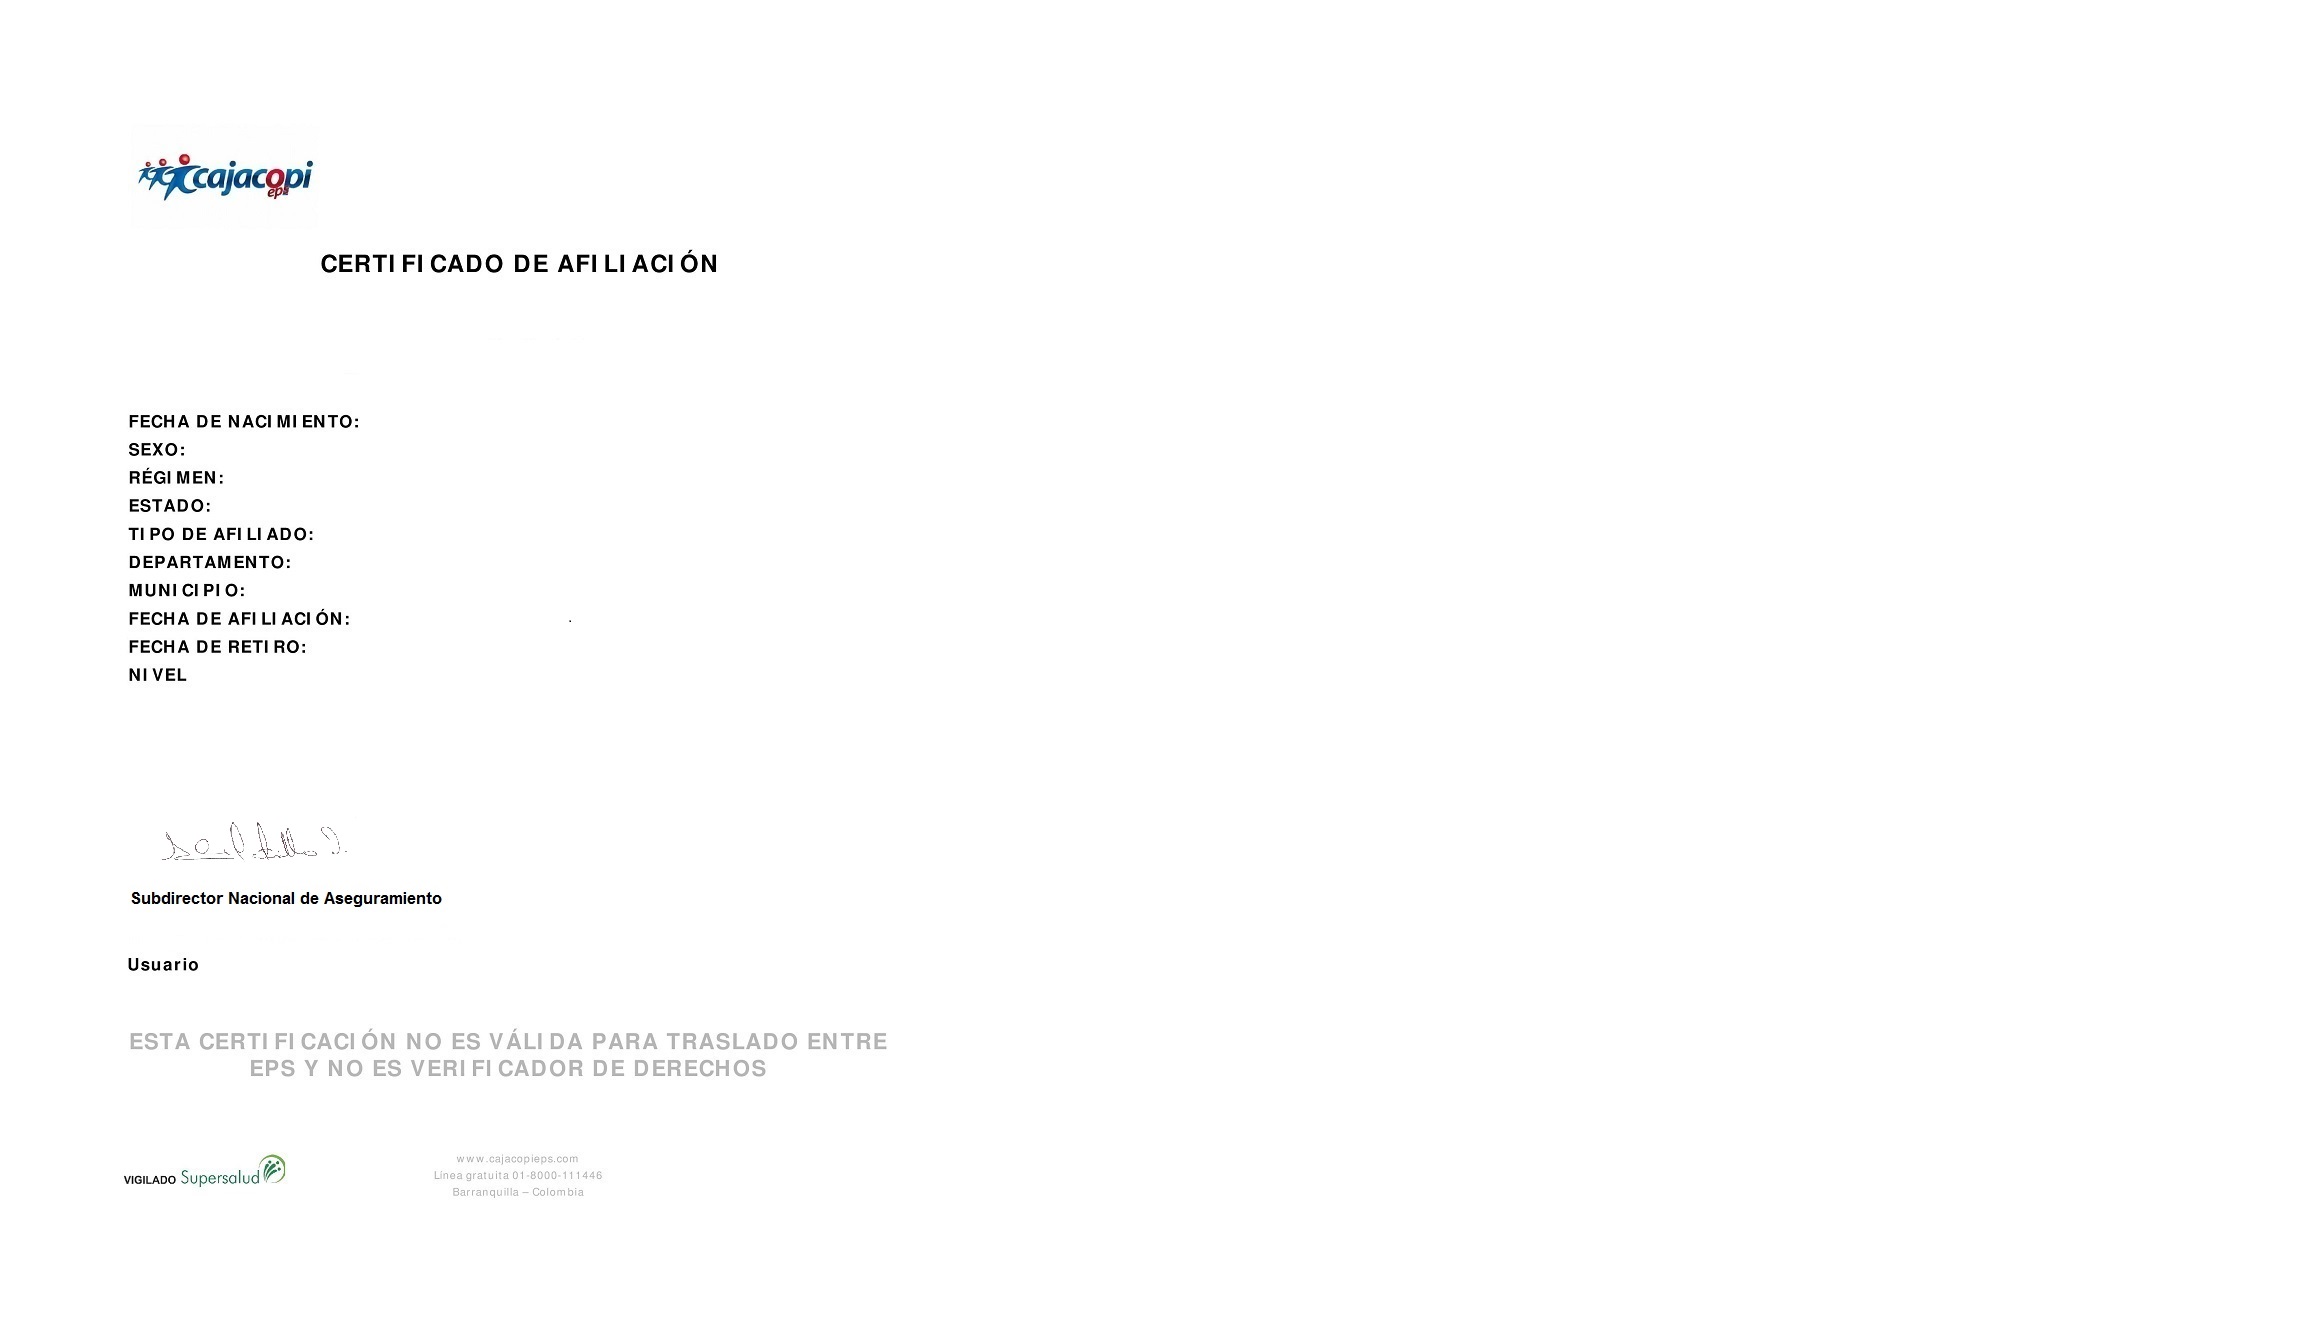 cajacopi
eps
CERTIFICADO DE AFILIACIÓN
FECHA DE NACIMIENTO:
SEXO:
RÉGIMEN:
ESTADO:
TIPO DE AFILIADO:
DEPARTAMENTO:
MUNICIPIO:
FECHA DE AFILIACIÓN:
FECHA DE RETIRO:
NIVEL
Subdirector Nacional de Aseguramiento
Usuario
ESTA CERTIFICACIÓN NO ES VÁLIDA PARA TRASLADO ENTRE
EPS Y NO ES VERIFICADOR DE DERECHOS
VIGILADO Supersalud
www.cajacopieps.com
Línea gratuita 01-8000-111446
Barranquilla – Colombia